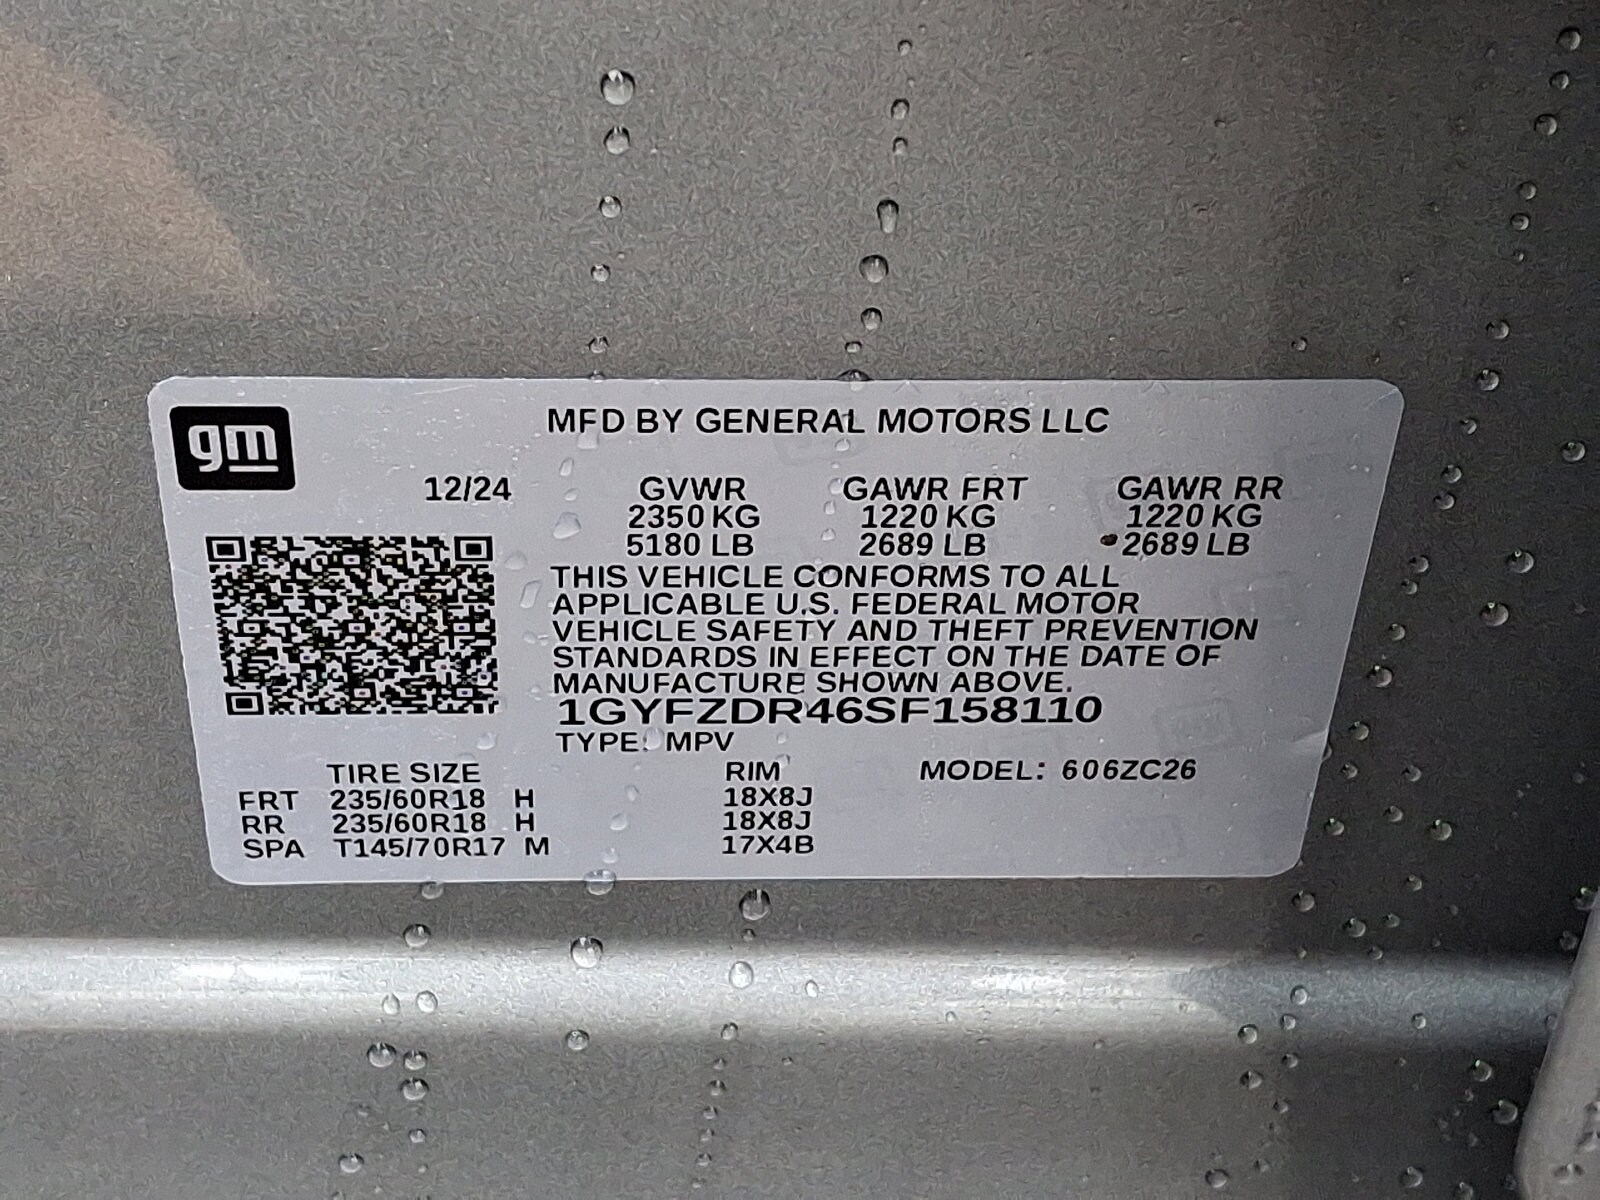 gm
MFD BY GENERAL MOTORS LLC
12/24 GVWR GAWR FRT GAWR RR
2350 KG 1220 KG 1220 KG
5180 LB 2689 LB 2689 LB
THIS VEHICLE CONFORMS TO ALL
APPLICABLE U.S. FEDERAL MOTOR
VEHICLE SAFETY AND THEFT PREVENTION
STANDARDS IN EFFECT ON THE DATE OF
MANUFACTURE SHOWN ABOVE.
1GYFZDR46SF158110
TYPE: MPV
TIRE SIZE RIM MODEL: 606ZC26
FRT 235/60R18 H 18X8J
RR 235/60R18 H 18X8J
SPA T145/70R17 M 17X4B